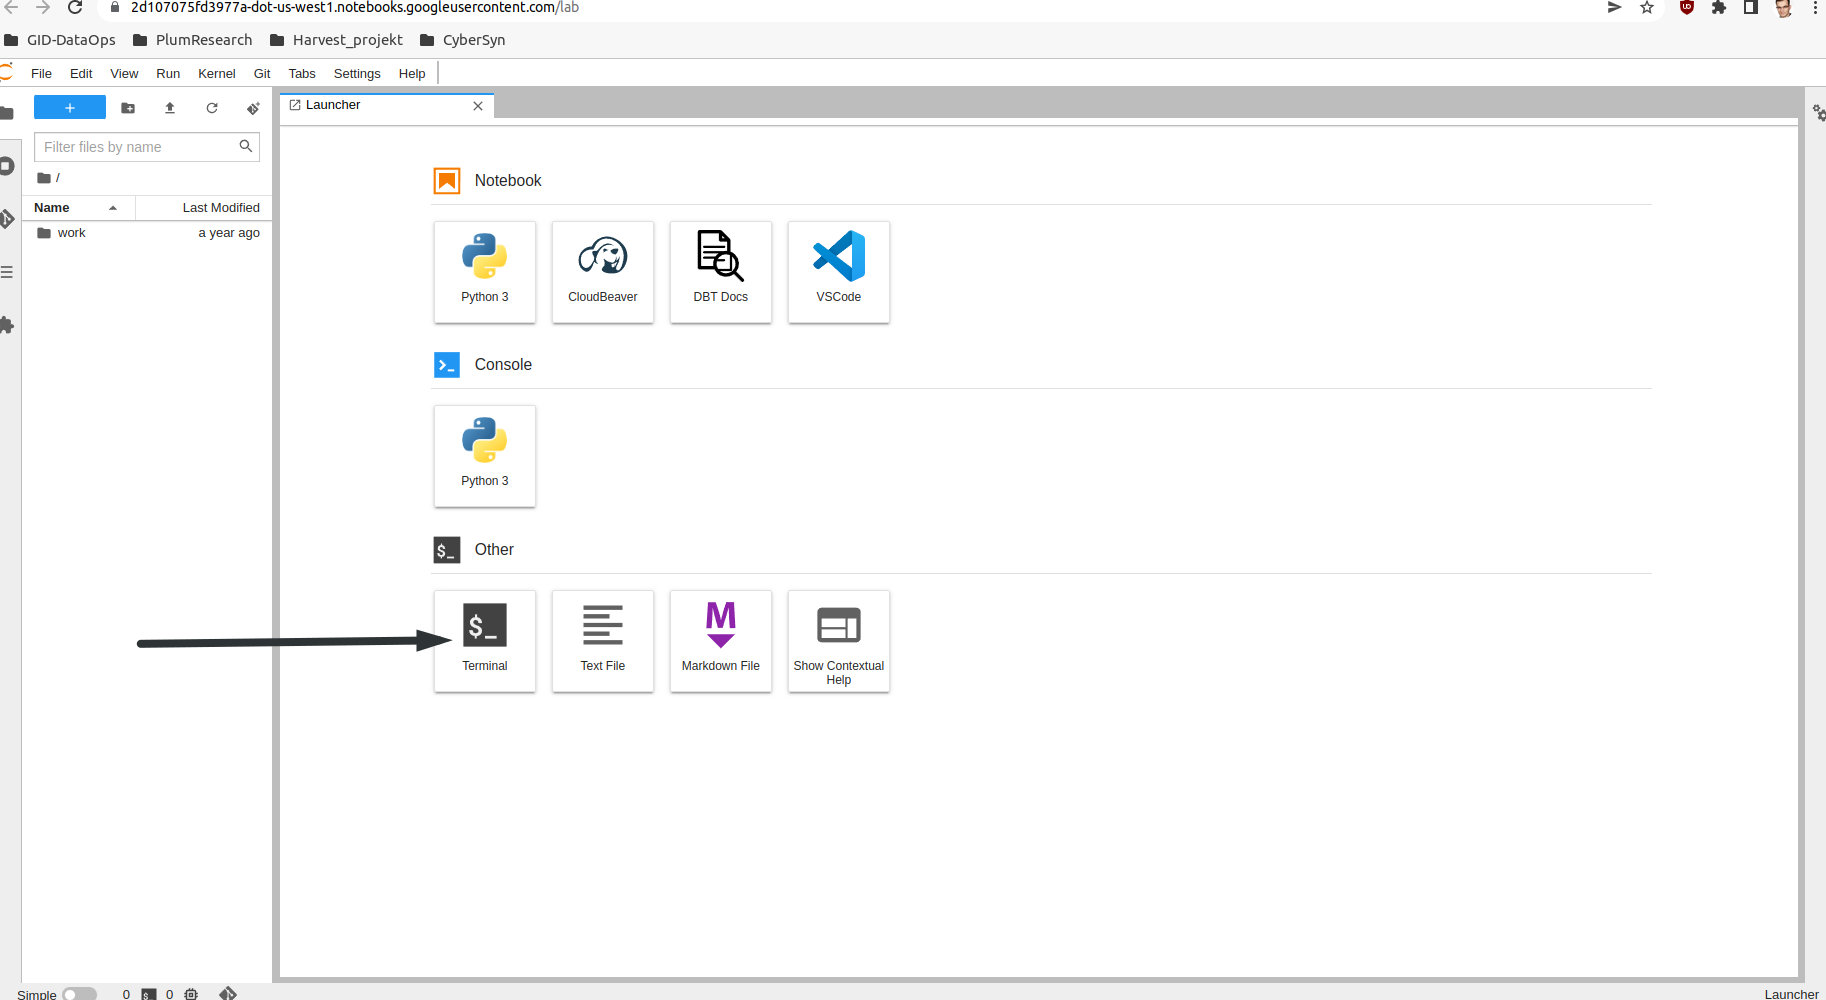 2d107075fd3977a-dot-us-west1.notebooks.googleusercontent.com/lab
GID-DataOps PlumResearch Harvest_projekt CyberSyn
File Edit View Run Kernel Git Tabs Settings Help
+
Launcher
Filter files by name
/
Name Last Modified
work a year ago
Notebook
Python 3 CloudBeaver DBT Docs VSCode
Console
Python 3
Other
$_ M
Terminal Text File Markdown File Show Contextual
Help
Simple 0 $_ 0 Launcher